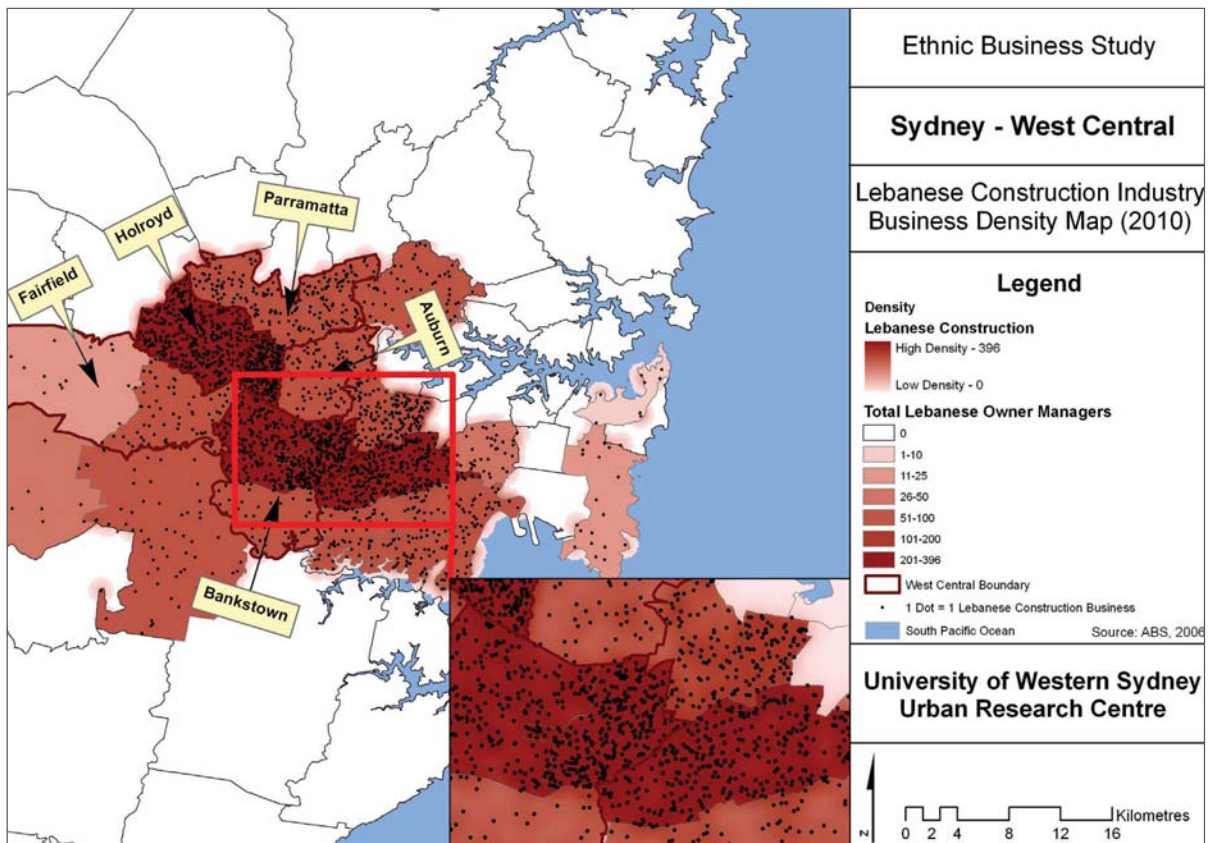 Ethnic Business Study
Sydney - West Central
Lebanese Construction Industry
Business Density Map (2010)
Legend
Density
Lebanese Construction
High Density - 396
Low Density - 0
Total Lebanese Owner Managers
0
1-10
11-25
26-50
51-100
101-200
201-396
West Central Boundary
1 Dot = 1 Lebanese Construction Business
South Pacific Ocean
Source: ABS, 2006
University of Western Sydney
Urban Research Centre
Z
Kilometres
0 2 4 8 12 16
Parramatta
Holroyd
Fairfield
Auburn
Bankstown